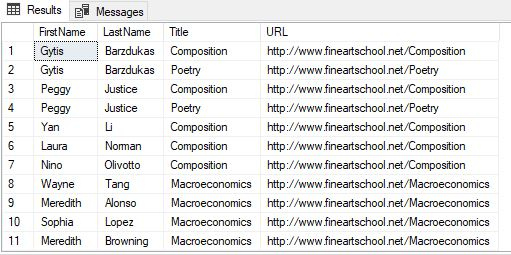 Results Messages
FirstName LastName Title URL
1 Gytis Barzdukas Composition http://www.fineartschool.net/Composition
2 Gytis Barzdukas Poetry http://www.fineartschool.net/Poetry
3 Peggy Justice Composition http://www.fineartschool.net/Composition
4 Peggy Justice Poetry http://www.fineartschool.net/Poetry
5 Yan Li Composition http://www.fineartschool.net/Composition
6 Laura Norman Composition http://www.fineartschool.net/Composition
7 Nino Olivotto Composition http://www.fineartschool.net/Composition
8 Wayne Tang Macroeconomics http://www.fineartschool.net/Macroeconomics
9 Meredith Alonso Macroeconomics http://www.fineartschool.net/Macroeconomics
10 Sophia Lopez Macroeconomics http://www.fineartschool.net/Macroeconomics
11 Meredith Browning Macroeconomics http://www.fineartschool.net/Macroeconomics